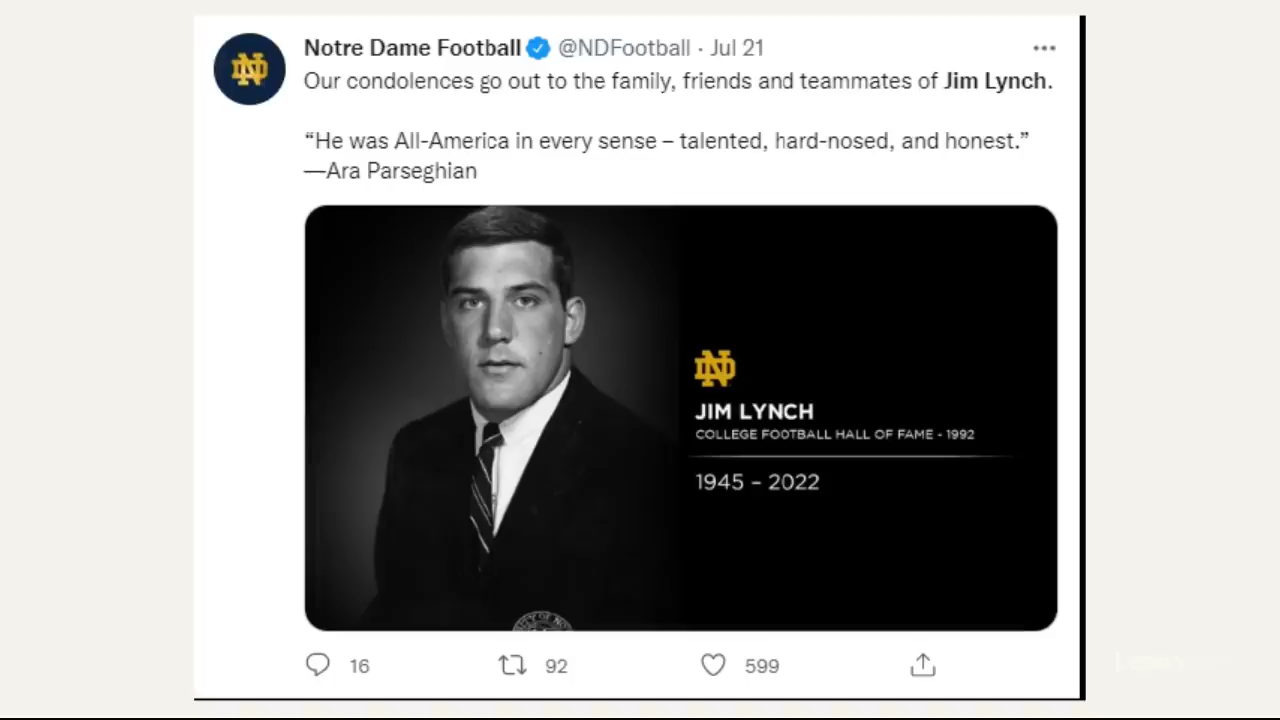 Notre Dame Football @NDFootball · Jul 21
Our condolences go out to the family, friends and teammates of Jim Lynch.
“He was All-America in every sense – talented, hard-nosed, and honest.”
—Ara Parseghian
JIM LYNCH
COLLEGE FOOTBALL HALL OF FAME - 1992
1945 – 2022
16 92 599